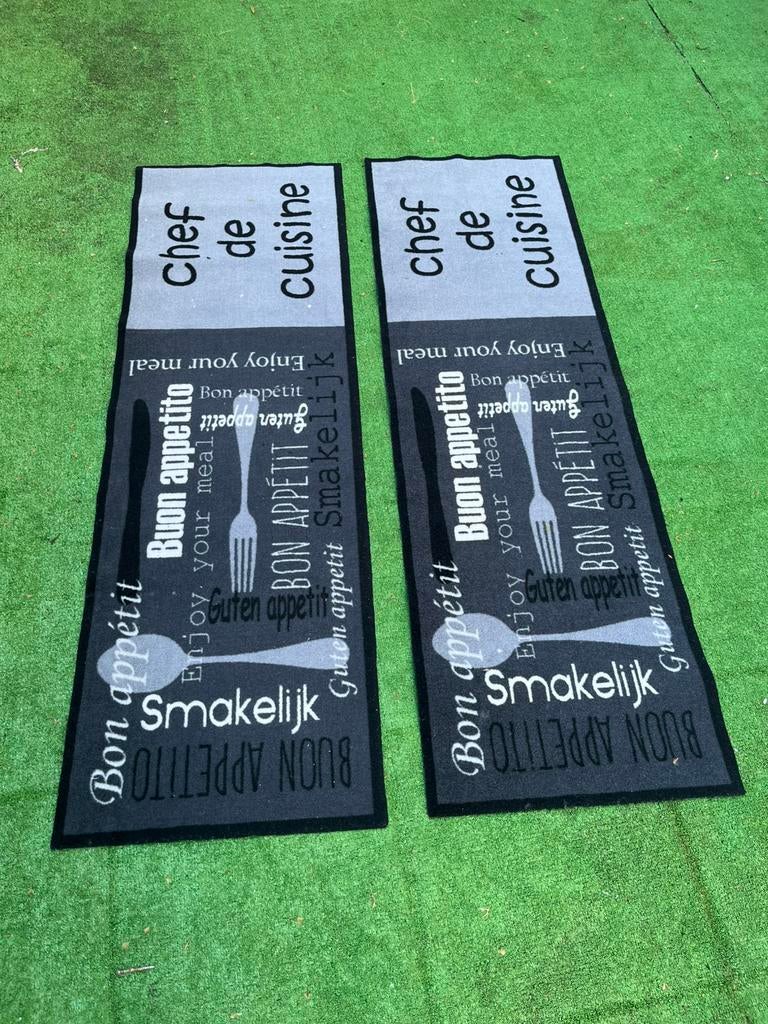 Chef
de
cuisine
Enjoy your meal
Bon appétit
Guten appetit
Buon appetito
Enjoy your meal
BON APPÉTIT
Smakelijk
Guten appetit
Guten appetit
Bon appétit
Smakelijk
BUON APPETITO
Chef
de
cuisine
Enjoy your meal
Bon appétit
Guten appetit
Buon appetito
Enjoy your meal
BON APPÉTIT
Smakelijk
Guten appetit
Guten appetit
Bon appétit
Smakelijk
BUON APPETITO